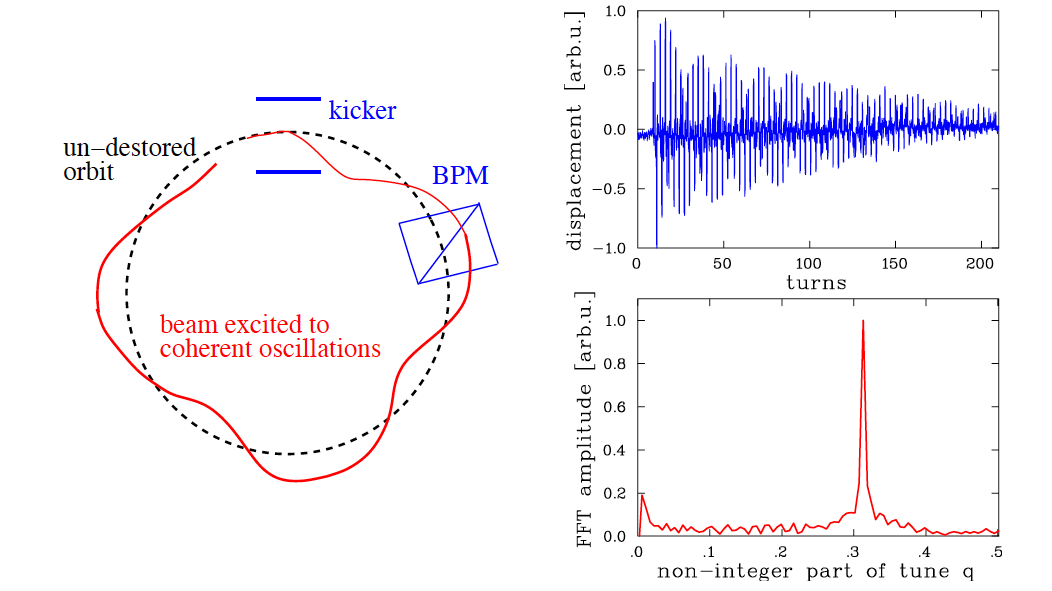 kicker
un-destored
orbit
BPM
beam excited to
coherent oscillations
displacement [arb.u.]
1.0
0.5
0.0
-0.5
-1.0
0 50 100 150 200
turns
FFT amplitude [arb.u.]
1.0
0.8
0.6
0.4
0.2
0.0
.0 .1 .2 .3 .4 .5
non-integer part of tune q